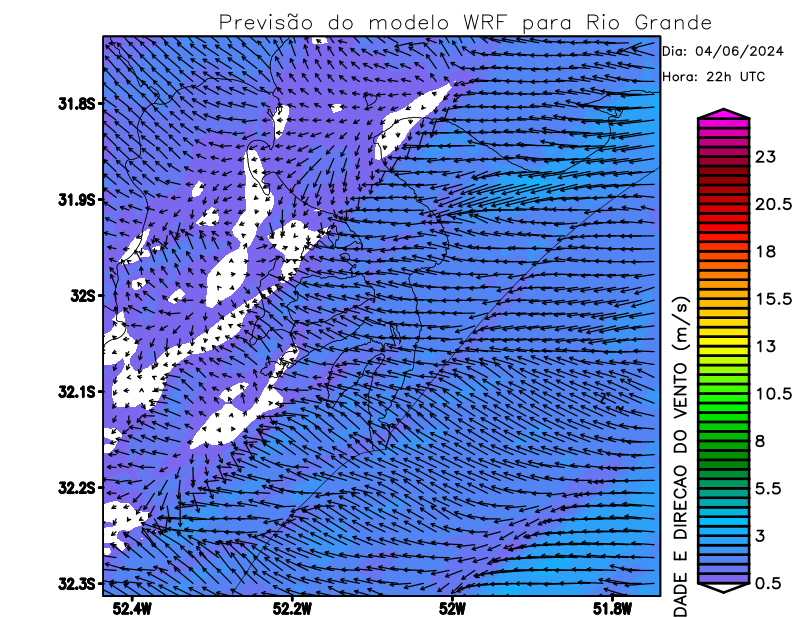 Previsão do modelo WRF para Rio Grande
Dia: 04/06/2024
Hora: 22h UTC
31.8S
31.9S
32S
32.1S
32.2S
32.3S
52.4W
52.2W
52W
51.8W
DADE E DIRECAO DO VENTO (m/s)
23
20.5
18
15.5
13
10.5
8
5.5
3
0.5